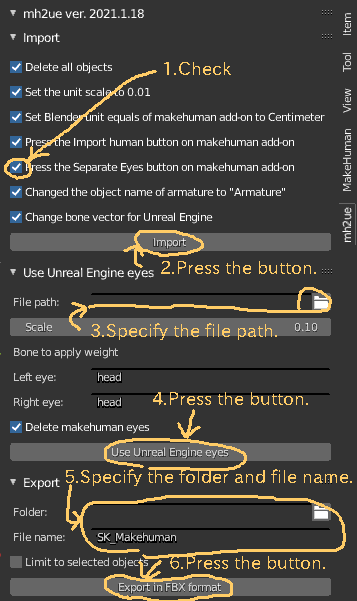 mh2ue ver. 2021.1.18
Import
1.Check
Delete all objects
Set the unit scale to 0.01
Set Blender unit equals of makehuman add-on to Centimeter
Press the Import human button on makehuman add-on
Press the Separate Eyes button on makehuman add-on
Changed the object name of armature to "Armature"
Change bone vector for Unreal Engine
Import
2.Press the button.
Use Unreal Engine eyes
File path:
Scale 0.10
3.Specify the file path.
Bone to apply weight
Left eye: head
Right eye: head
4.Press the button.
Delete makehuman eyes
Use Unreal Engine eyes
5.Specify the folder and file name.
Export
Folder:
File name: SK_Makehuman
Limit to selected objects
6.Press the button.
Export in FBX format
Item
Tool
View
MakeHuman
mh2ue